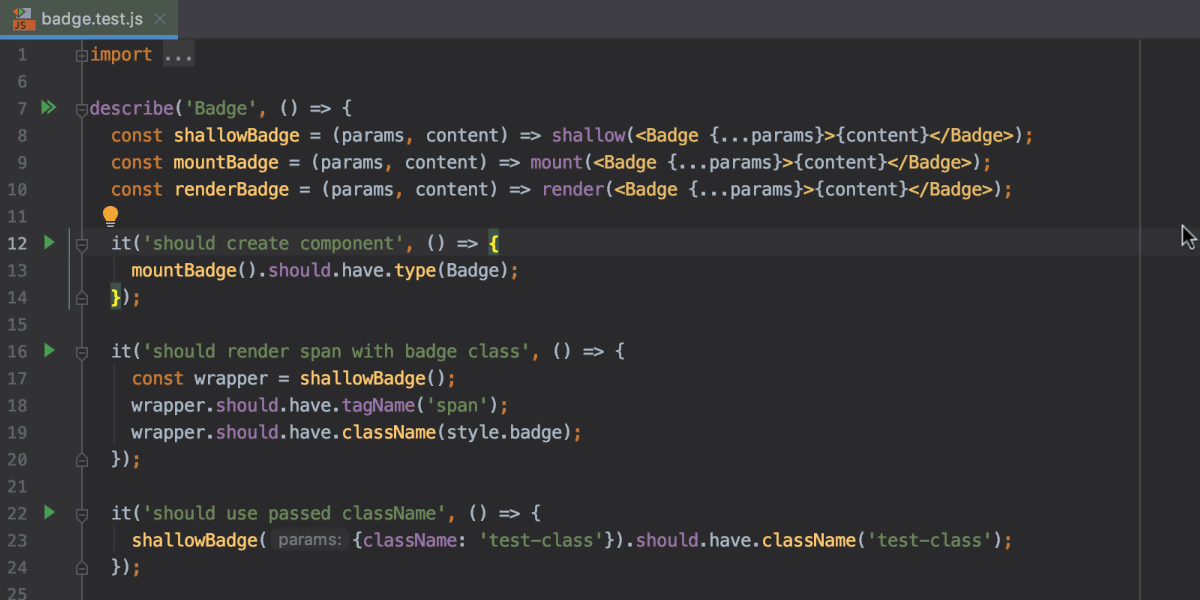 JS badge.test.js
1 import ...
6
7 describe('Badge', () => {
8 const shallowBadge = (params, content) => shallow(<Badge {...params}>{content}</Badge>);
9 const mountBadge = (params, content) => mount(<Badge {...params}>{content}</Badge>);
10 const renderBadge = (params, content) => render(<Badge {...params}>{content}</Badge>);
11
12 it('should create component', () => {
13 mountBadge().should.have.type(Badge);
14 });
15
16 it('should render span with badge class', () => {
17 const wrapper = shallowBadge();
18 wrapper.should.have.tagName('span');
19 wrapper.should.have.className(style.badge);
20 });
21
22 it('should use passed className', () => {
23 shallowBadge( params: {className: 'test-class'}).should.have.className('test-class');
24 });
25